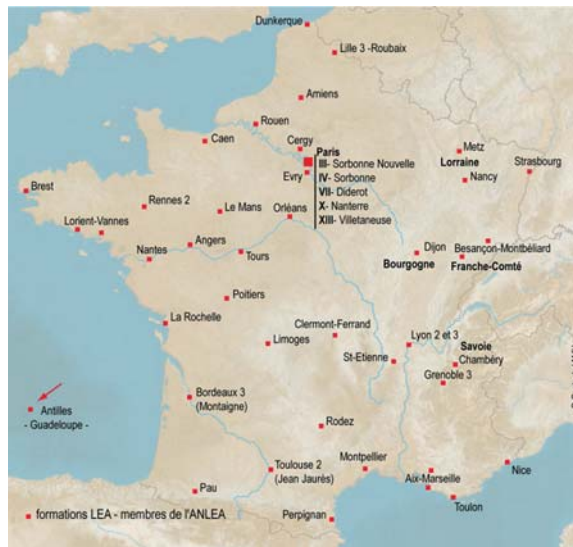 Dunkerque
Lille 3 -Roubaix
Amiens
Rouen
Caen
Cergy
Paris
III- Sorbonne Nouvelle
IV- Sorbonne
VII- Diderot
X- Nanterre
XIII- Villetaneuse
Evry
Metz
Lorraine
Nancy
Strasbourg
Brest
Rennes 2
Le Mans
Orléans
Lorient-Vannes
Angers
Nantes
Tours
Dijon
Bourgogne
Besançon-Montbéliard
Franche-Comté
Poitiers
La Rochelle
Clermont-Ferrand
Limoges
Lyon 2 et 3
St-Etienne
Savoie
Chambéry
Grenoble 3
Antilles
- Guadeloupe -
Bordeaux 3
(Montaigne)
Rodez
Montpellier
Toulouse 2
(Jean Jaurés)
Pau
Aix-Marseille
Nice
Toulon
Perpignan
formations LEA - membres de l'ANLEA